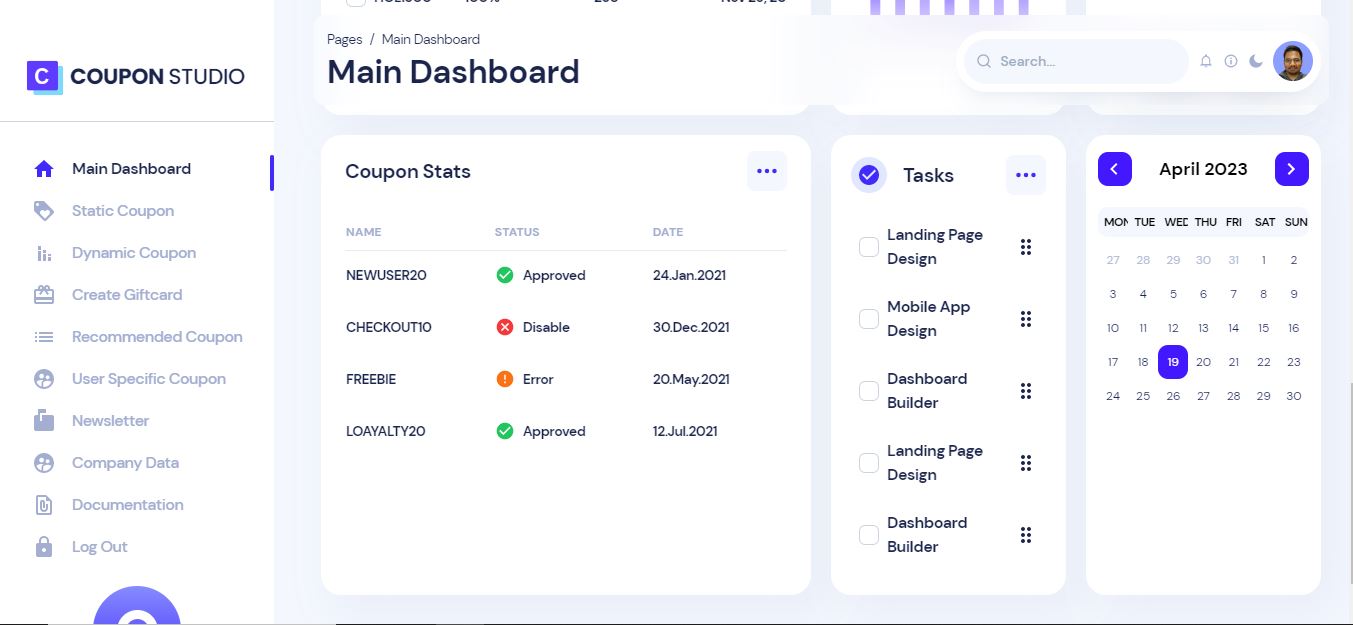 C COUPON STUDIO
Main Dashboard
Static Coupon
Dynamic Coupon
Create Giftcard
Recommended Coupon
User Specific Coupon
Newsletter
Company Data
Documentation
Log Out
Pages / Main Dashboard
Main Dashboard
Search...
Coupon Stats
NAME STATUS DATE
NEWUSER20 Approved 24.Jan.2021
CHECKOUT10 Disable 30.Dec.2021
FREEBIE Error 20.May.2021
LOAYALTY20 Approved 12.Jul.2021
Tasks
Landing Page
Design
Mobile App
Design
Dashboard
Builder
Landing Page
Design
Dashboard
Builder
April 2023
MON TUE WED THU FRI SAT SUN
27 28 29 30 31 1 2
3 4 5 6 7 8 9
10 11 12 13 14 15 16
17 18 19 20 21 22 23
24 25 26 27 28 29 30